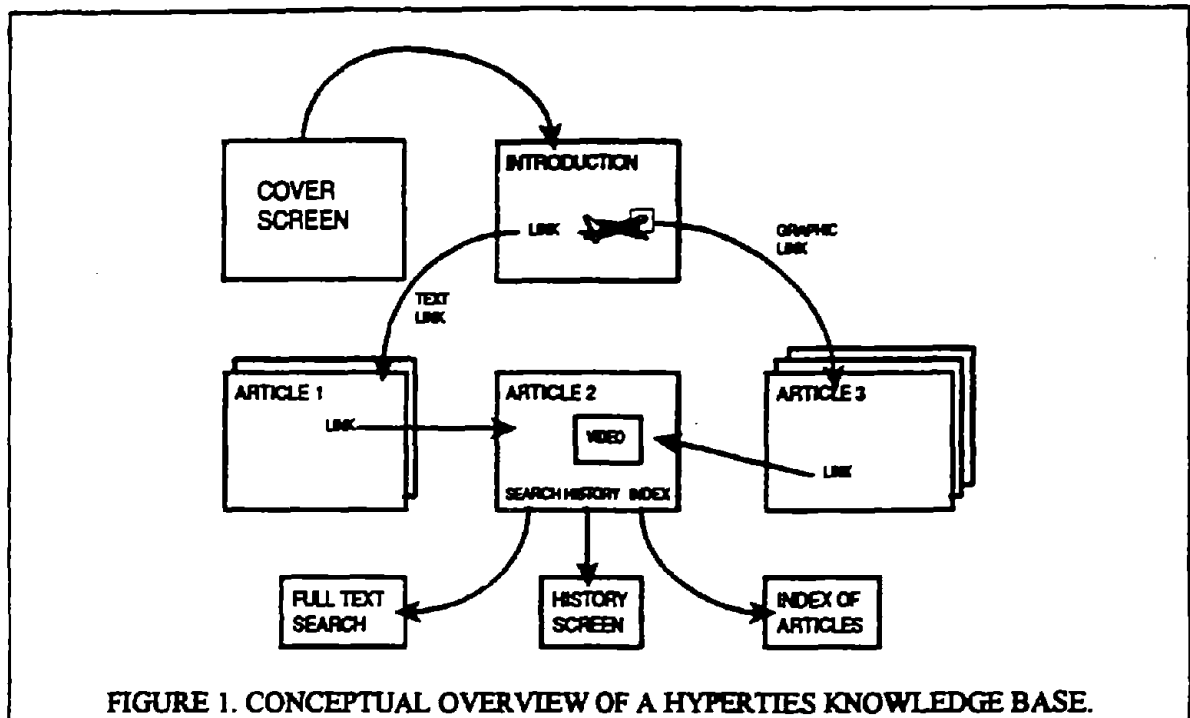 COVER
SCREEN
INTRODUCTION
LINK
GRAPHIC
LINK
TEXT
LINK
ARTICLE 1
LINK
ARTICLE 2
VIDEO
SEARCH HISTORY INDEX
ARTICLE 3
LINK
FULL TEXT
SEARCH
HISTORY
SCREEN
INDEX OF
ARTICLES
FIGURE 1. CONCEPTUAL OVERVIEW OF A HYPERTIES KNOWLEDGE BASE.